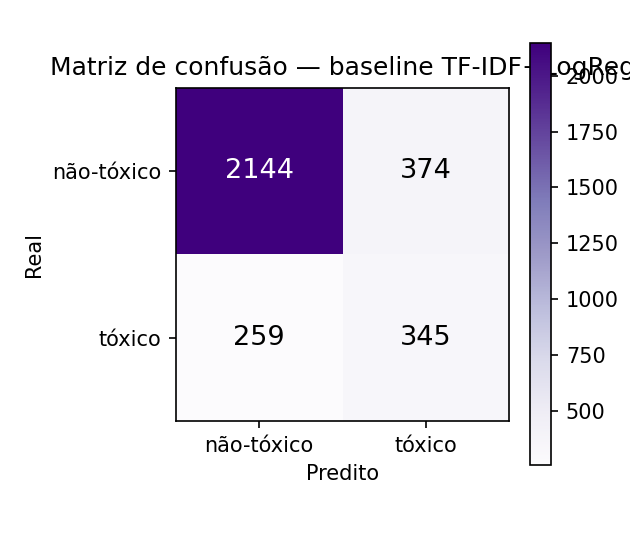 Matriz de confusão — baseline TF-IDF+LogReg
2000
1750
1500
1250
1000
750
500
Real
não-tóxico
2144
374
tóxico
259
345
não-tóxico
tóxico
Predito